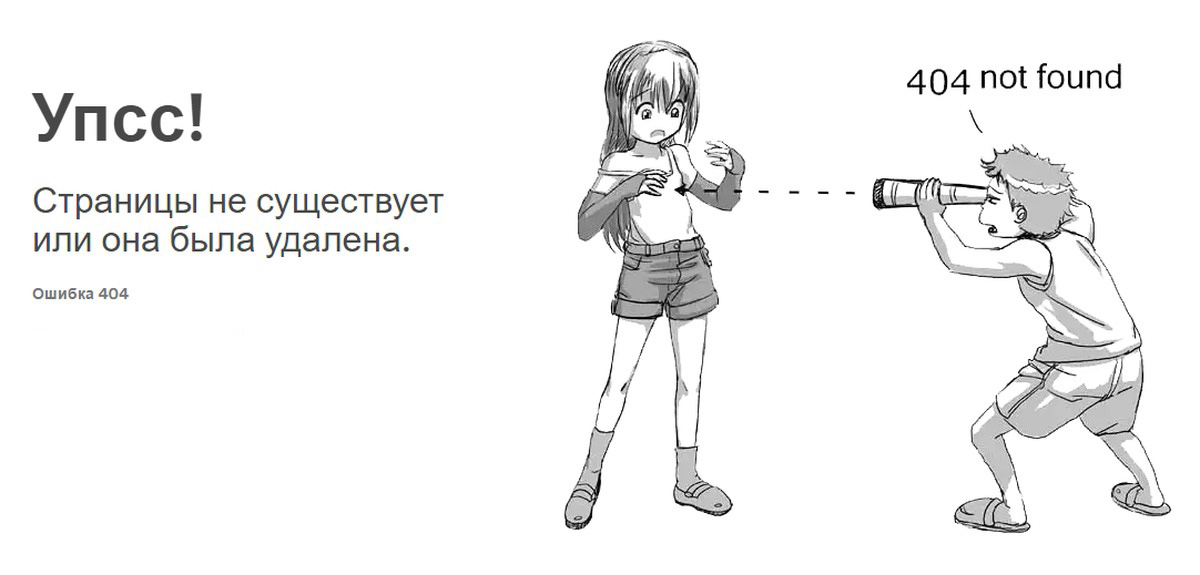 Упсс!
Страницы не существует
или она была удалена.
Ошибка 404
404 not found